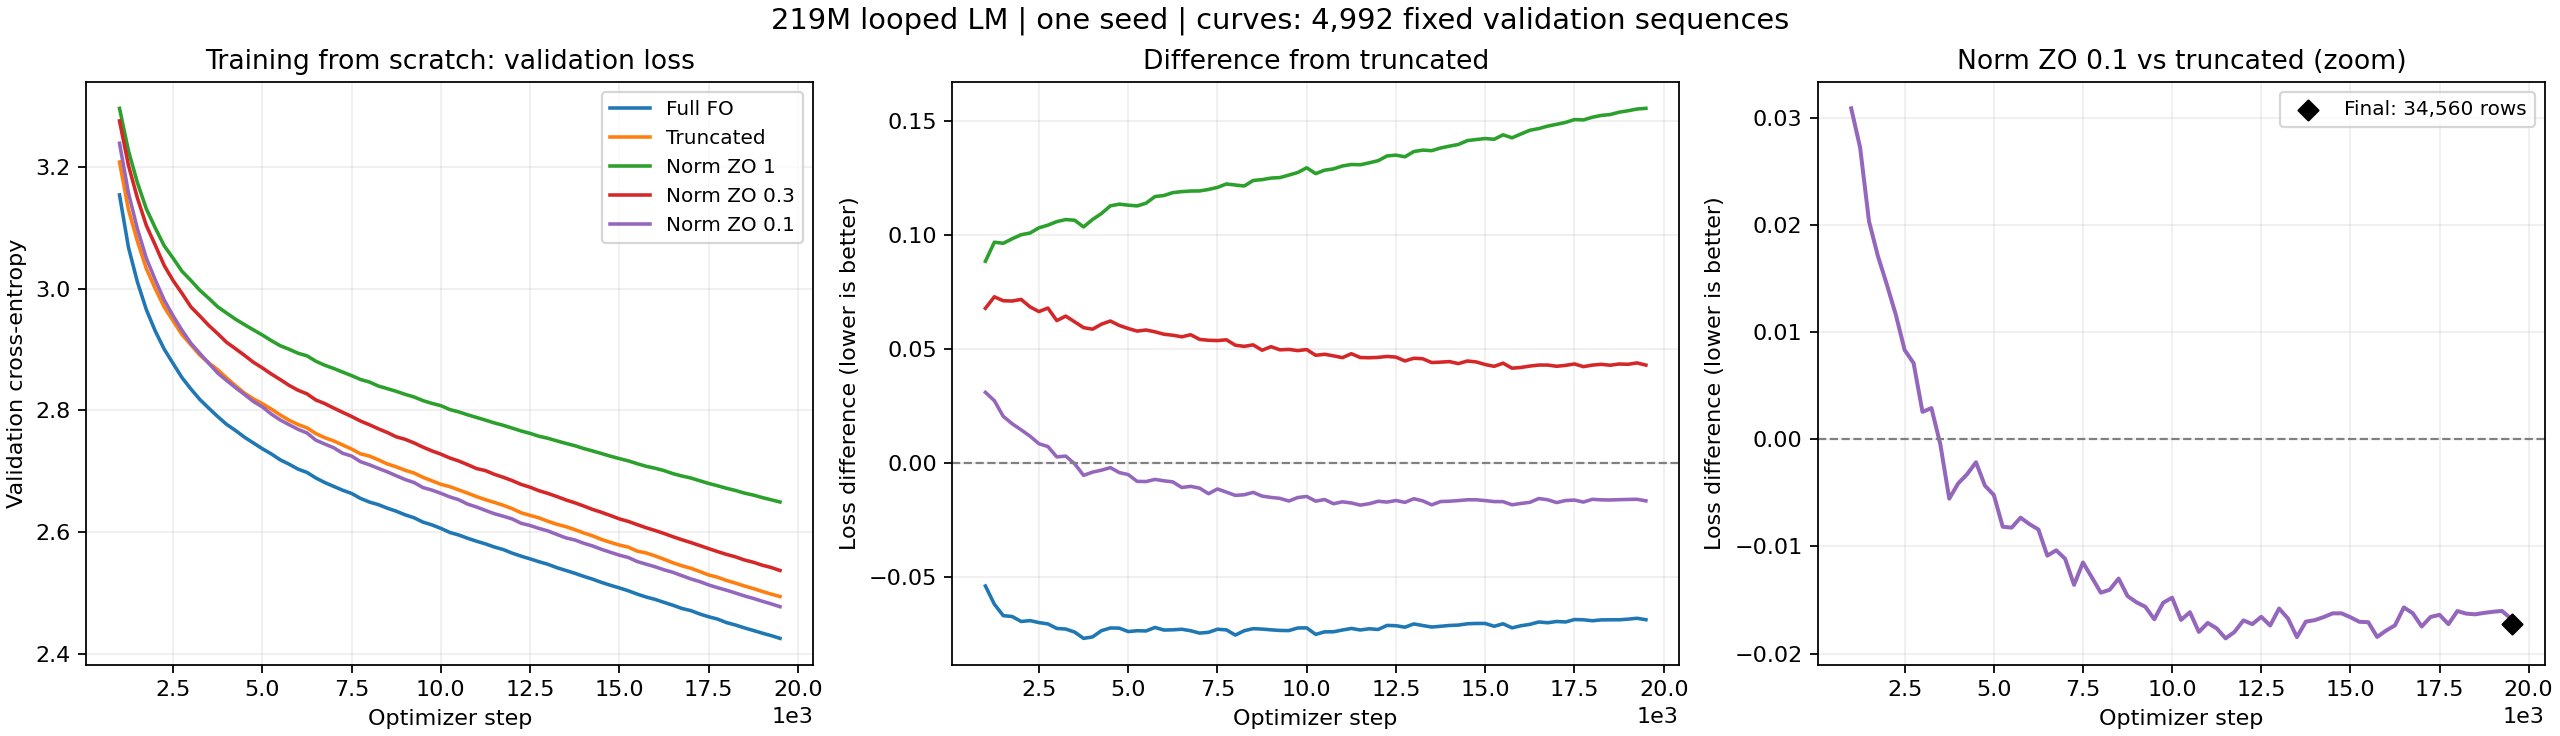 219M looped LM | one seed | curves: 4,992 fixed validation sequences
Training from scratch: validation loss
Validation cross-entropy
3.2
3.0
2.8
2.6
2.4
Full FO
Truncated
Norm ZO 1
Norm ZO 0.3
Norm ZO 0.1
2.5 5.0 7.5 10.0 12.5 15.0 17.5 20.0
1e3
Optimizer step
Difference from truncated
Loss difference (lower is better)
0.15
0.10
0.05
0.00
−0.05
2.5 5.0 7.5 10.0 12.5 15.0 17.5 20.0
1e3
Optimizer step
Norm ZO 0.1 vs truncated (zoom)
Loss difference (lower is better)
0.03
0.02
0.01
0.00
−0.01
−0.02
Final: 34,560 rows
2.5 5.0 7.5 10.0 12.5 15.0 17.5 20.0
1e3
Optimizer step